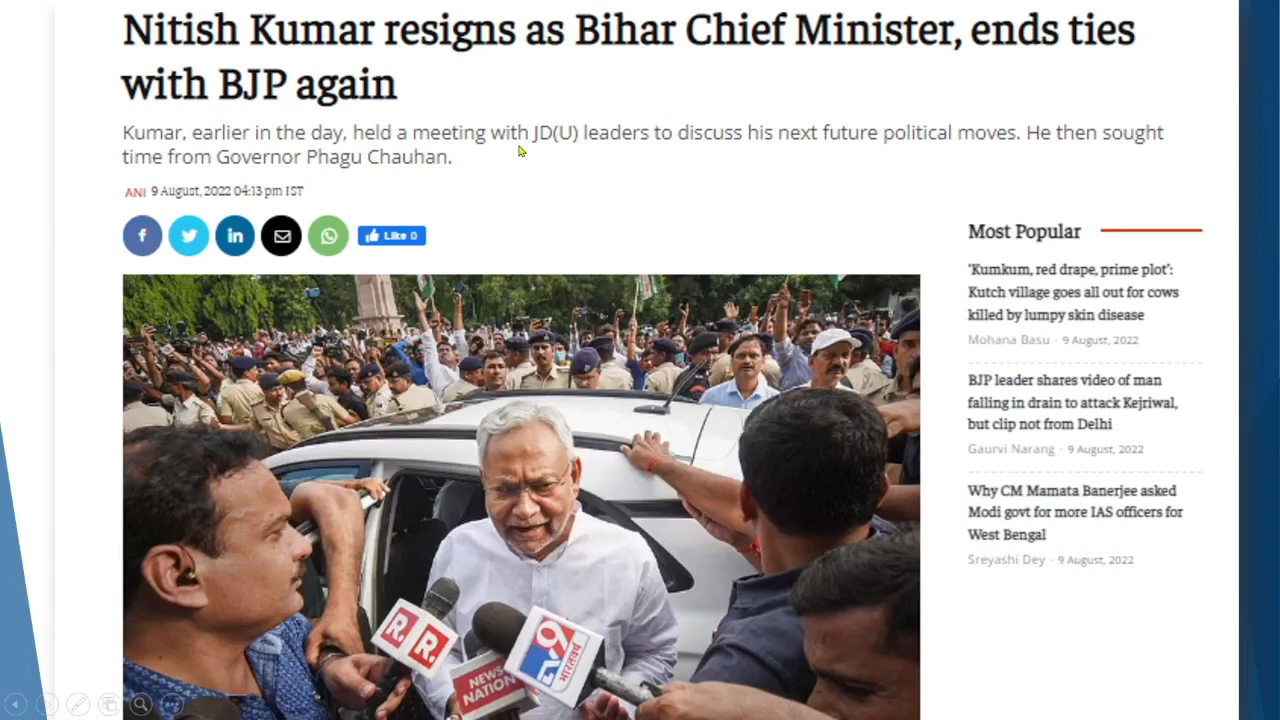 Nitish Kumar resigns as Bihar Chief Minister, ends ties
with BJP again
Kumar, earlier in the day, held a meeting with JD(U) leaders to discuss his next future political moves. He then sought
time from Governor Phagu Chauhan.
ANI 9 August, 2022 04:13 pm IST
f in Like 0
Most Popular
'Kumkum, red drape, prime plot':
Kutch village goes all out for cows
killed by lumpy skin disease
Mohana Basu · 9 August, 2022
BJP leader shares video of man
falling in drain to attack Kejriwal,
but clip not from Delhi
Gaurvi Narang · 9 August, 2022
Why CM Mamata Banerjee asked
Modi govt for more IAS officers for
West Bengal
Sreyashi Dey · 9 August, 2022
R. R.
NEWS
NATION
TV9
भारतवर्ष